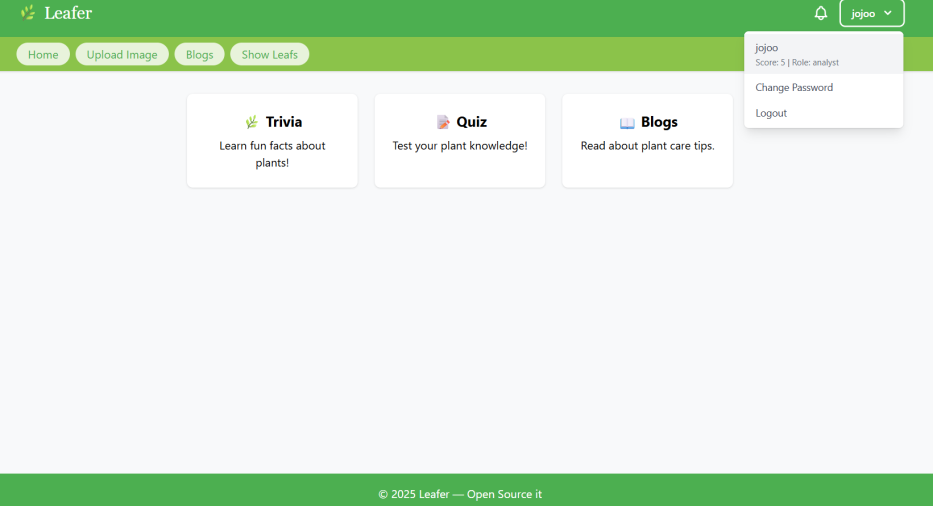 Leafer
jojoo
jojoo
Score: 5 | Role: analyst
Change Password
Logout
Home
Upload Image
Blogs
Show Leafs
Trivia
Learn fun facts about
plants!
Quiz
Test your plant knowledge!
Blogs
Read about plant care tips.
© 2025 Leafer — Open Source it